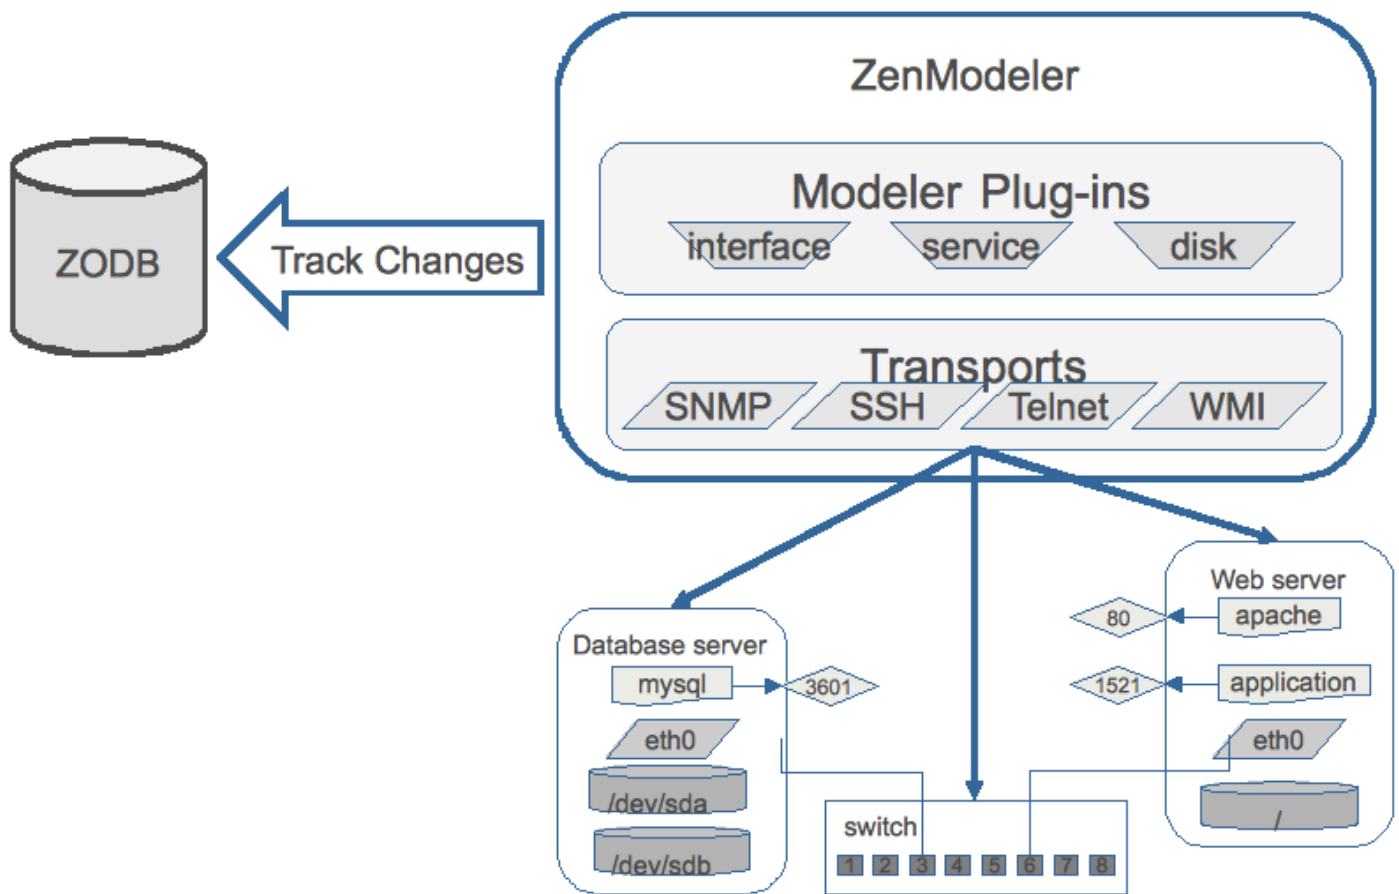 ZenModeler
Modeler Plug-ins
interface service disk
ZODB
Track Changes
Transports
SNMP SSH Telnet WMI
Web server
80 apache
1521 application
eth0
/
Database server
mysql 3601
eth0
/dev/sda
/dev/sdb
switch
1 2 3 4 5 6 7 8